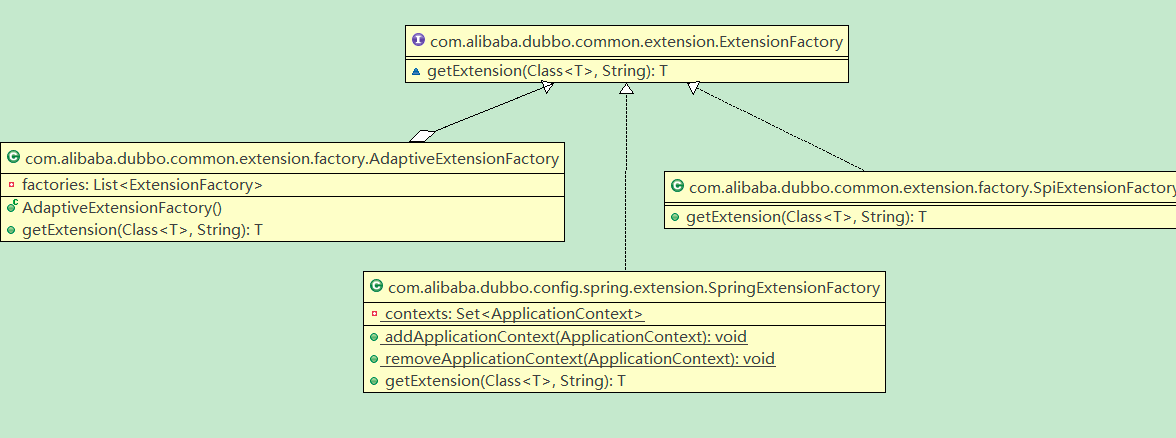 com.alibaba.dubbo.common.extension.ExtensionFactory
getExtension(Class<T>, String): T
com.alibaba.dubbo.common.extension.factory.AdaptiveExtensionFactory
factories: List<ExtensionFactory>
AdaptiveExtensionFactory()
getExtension(Class<T>, String): T
com.alibaba.dubbo.common.extension.factory.SpiExtensionFactory
getExtension(Class<T>, String): T
com.alibaba.dubbo.config.spring.extension.SpringExtensionFactory
contexts: Set<ApplicationContext>
addApplicationContext(ApplicationContext): void
removeApplicationContext(ApplicationContext): void
getExtension(Class<T>, String): T